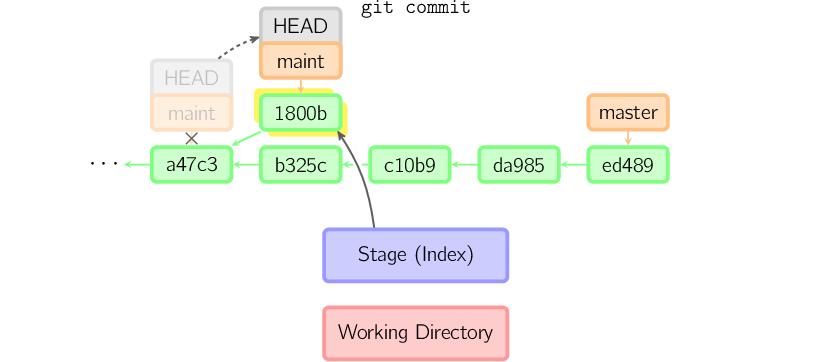 git commit
HEAD
maint
HEAD
maint
1800b
master
...
a47c3
b325c
c10b9
da985
ed489
Stage (Index)
Working Directory